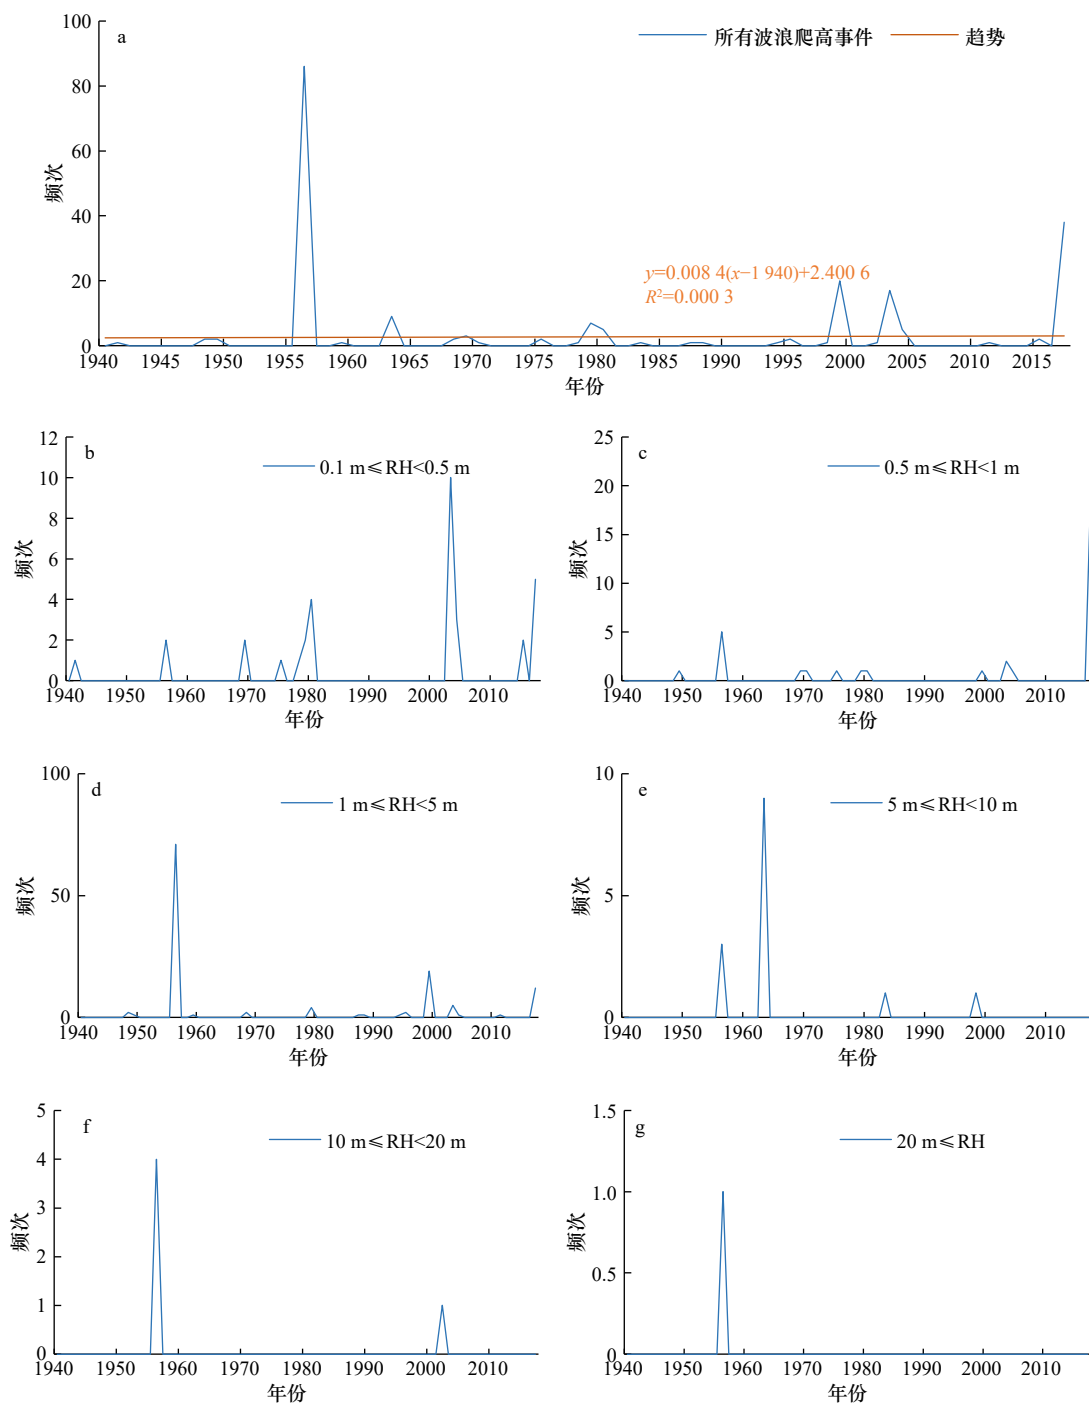 a
所有波浪爬高事件 趋势
100
80
60
40
20
0
频次
y=0.008 4(x−1 940)+2.400 6
R²=0.000 3
1940 1945 1950 1955 1960 1965 1970 1975 1980 1985 1990 1995 2000 2005 2010 2015
年份
b
0.1 m≤RH<0.5 m
12
10
8
6
4
2
0
频次
1940 1950 1960 1970 1980 1990 2000 2010
年份
c
0.5 m≤RH<1 m
25
20
15
10
5
0
频次
1940 1950 1960 1970 1980 1990 2000 2010
年份
d
1 m≤RH<5 m
100
50
0
频次
1940 1950 1960 1970 1980 1990 2000 2010
年份
e
5 m≤RH<10 m
10
5
0
频次
1940 1950 1960 1970 1980 1990 2000 2010
年份
f
10 m≤RH<20 m
5
4
3
2
1
0
频次
1940 1950 1960 1970 1980 1990 2000 2010
年份
g
20 m≤RH
1.5
1.0
0.5
0
频次
1940 1950 1960 1970 1980 1990 2000 2010
年份